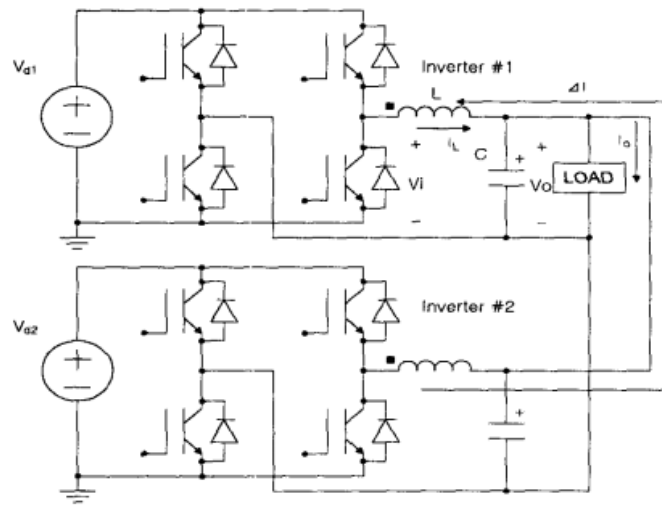 Vd1
Inverter #1
L
ΔI
iL
C
Vi
Vo
LOAD
Io
+
−
Vd2
Inverter #2
+
−
+